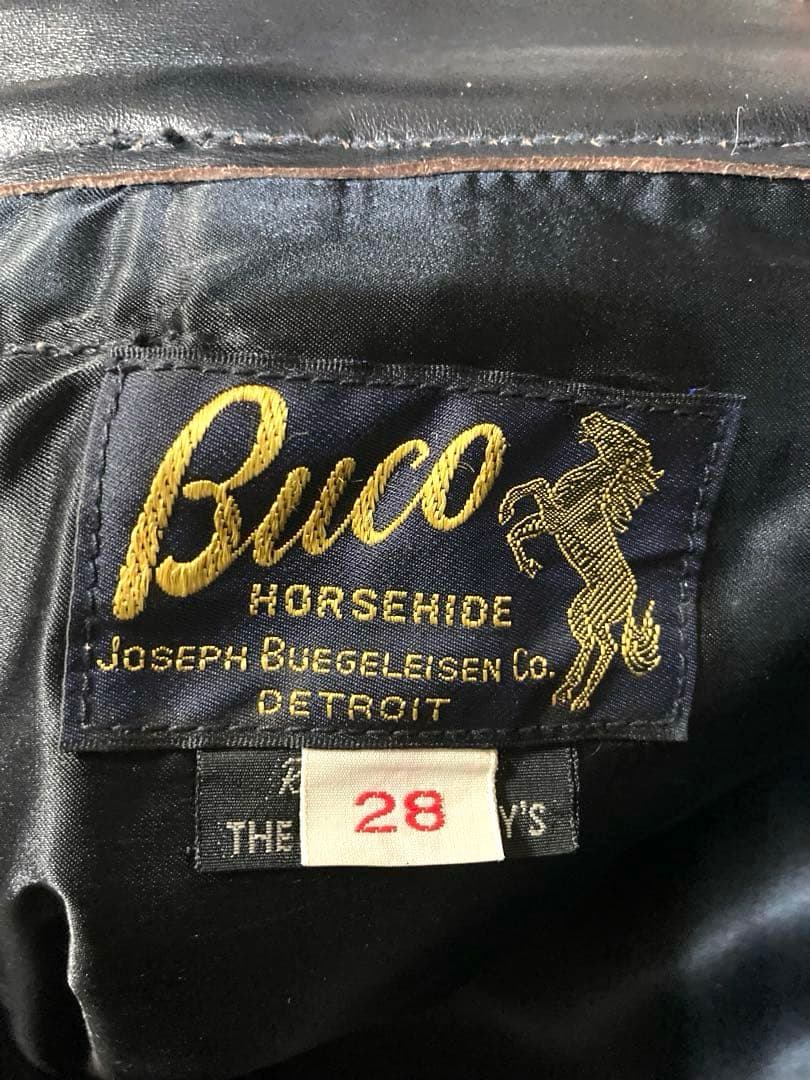 Buco
HORSEHIDE
JOSEPH BUEGELEISEN CO.
DETROIT
28
THE Y'S